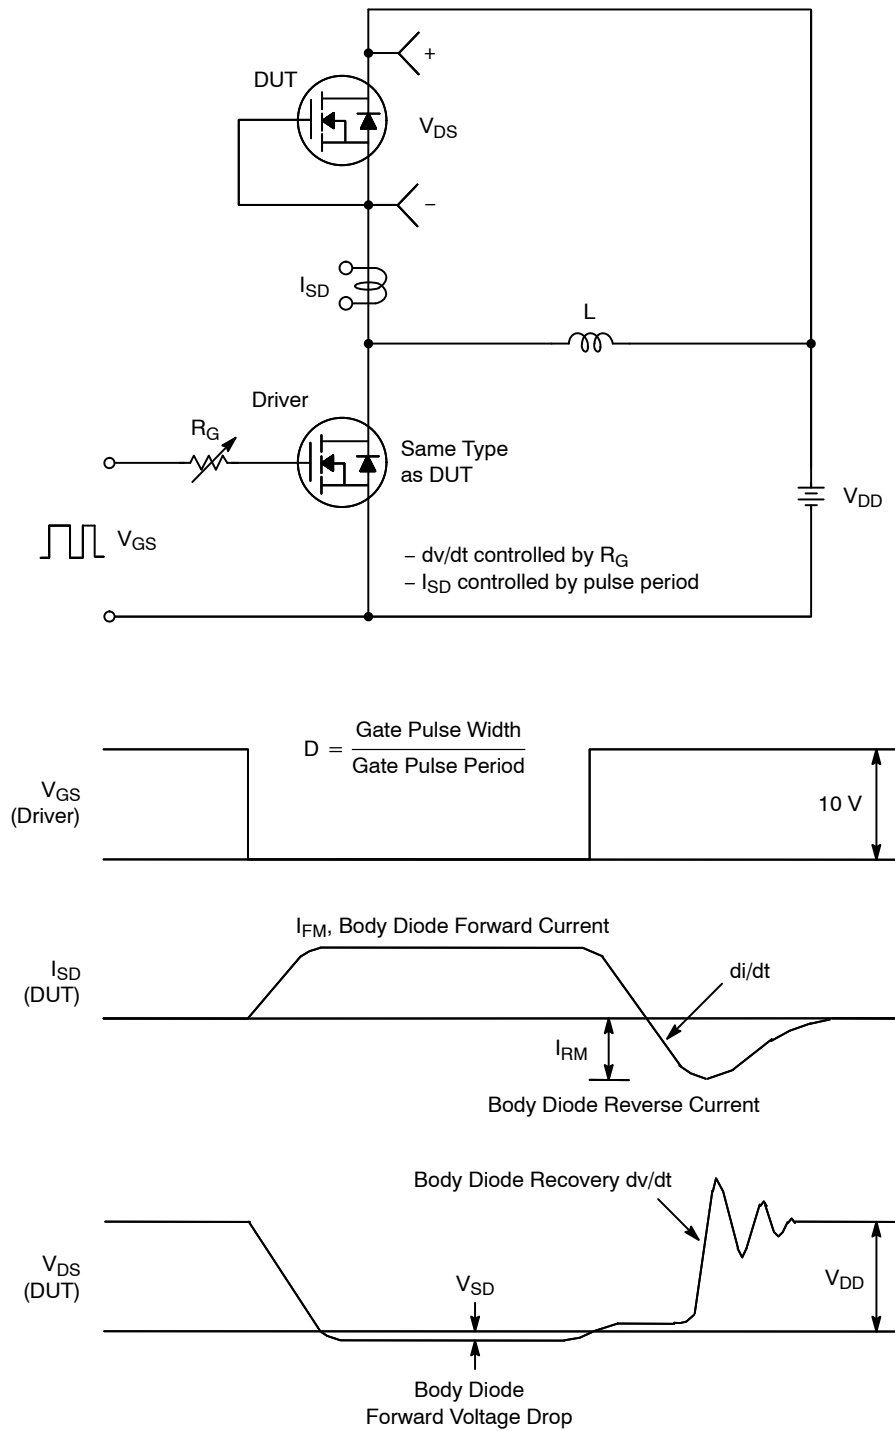 +
DUT
V_DS
−
I_SD
L
Driver
R_G
Same Type
as DUT
V_DD
V_GS
− dv/dt controlled by R_G
− I_SD controlled by pulse period
D = Gate Pulse Width
Gate Pulse Period
V_GS
(Driver)
10 V
I_FM, Body Diode Forward Current
I_SD
(DUT)
di/dt
I_RM
Body Diode Reverse Current
Body Diode Recovery dv/dt
V_DS
(DUT)
V_SD
V_DD
Body Diode
Forward Voltage Drop